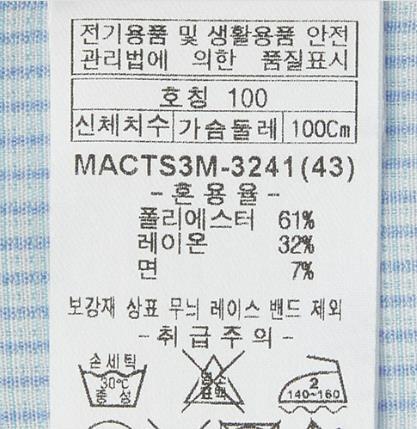 전기용품 및 생활용품 안전
관리법에 의한 품질표시
호칭 100
신체치수 가슴둘레 100Cm
MACTS3M-3241(43)
-혼용율-
폴리에스터 61%
레이온 32%
면 7%
보강재 상표 무늬 레이스 밴드 제외
-취급주의-
손세탁
30℃
중성
염소
표백
2
140~160